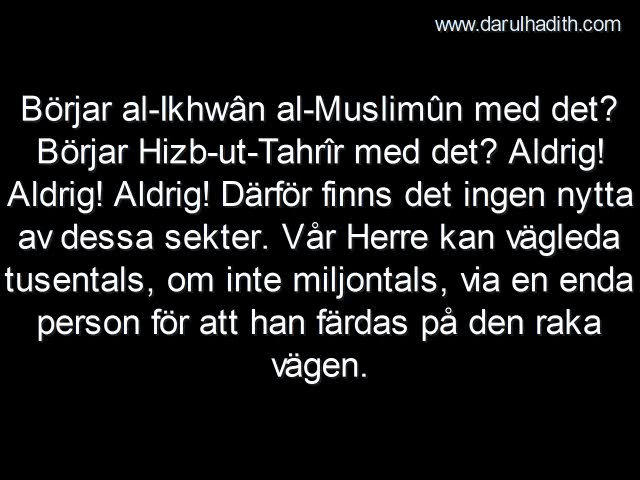 www.darulhadith.com
Börjar al-Ikhwân al-Muslimûn med det?
Börjar Hizb-ut-Tahrîr med det? Aldrig!
Aldrig! Aldrig! Därför finns det ingen nytta
av dessa sekter. Vår Herre kan vägleda
tusentals, om inte miljontals, via en enda
person för att han färdas på den raka
vägen.